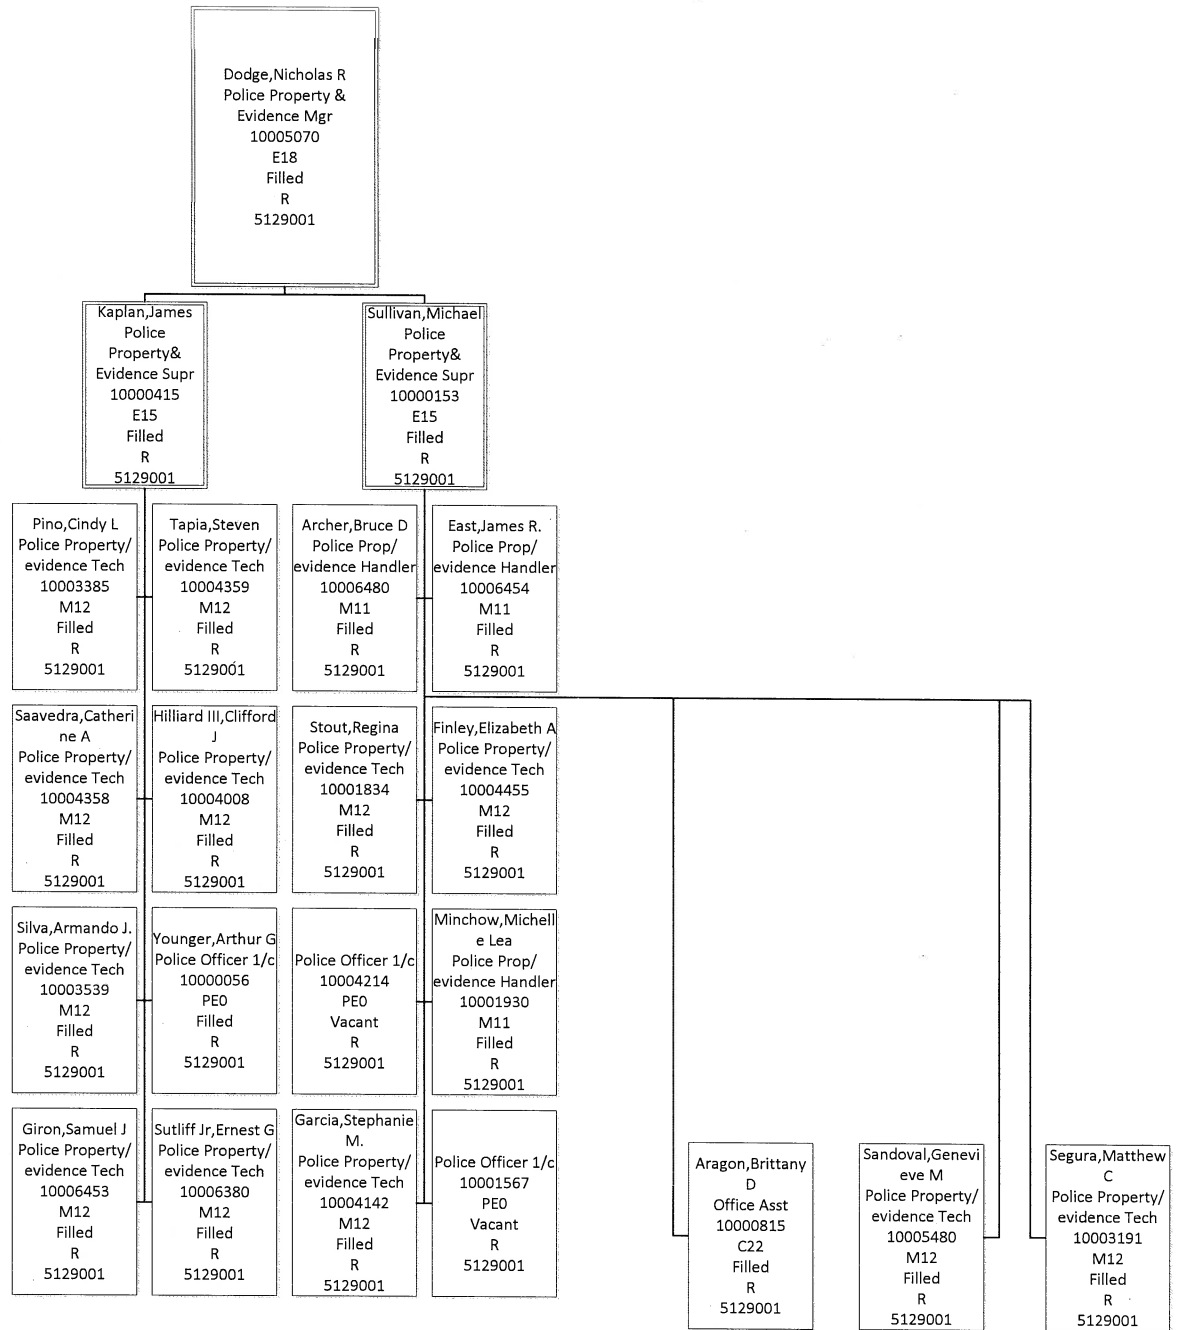 Dodge,Nicholas R
Police Property &
Evidence Mgr
10005070
E18
Filled
R
5129001
Kaplan,James
Police
Property&
Evidence Supr
10000415
E15
Filled
R
5129001
Sullivan,Michael
Police
Property&
Evidence Supr
10000153
E15
Filled
R
5129001
Pino,Cindy L
Police Property/
evidence Tech
10003385
M12
Filled
R
5129001
Tapia,Steven
Police Property/
evidence Tech
10004359
M12
Filled
R
5129001
Archer,Bruce D
Police Prop/
evidence Handler
10006480
M11
Filled
R
5129001
East,James R.
Police Prop/
evidence Handler
10006454
M11
Filled
R
5129001
Saavedra,Catheri
ne A
Police Property/
evidence Tech
10004358
M12
Filled
R
5129001
Hilliard III,Clifford
J
Police Property/
evidence Tech
10004008
M12
Filled
R
5129001
Stout,Regina
Police Property/
evidence Tech
10001834
M12
Filled
R
5129001
Finley,Elizabeth A
Police Property/
evidence Tech
10004455
M12
Filled
R
5129001
Silva,Armando J.
Police Property/
evidence Tech
10003539
M12
Filled
R
5129001
Younger,Arthur G
Police Officer 1/c
10000056
PE0
Filled
R
5129001
Police Officer 1/c
10004214
PE0
Vacant
R
5129001
Minchow,Michell
e Lea
Police Prop/
evidence Handler
10001930
M11
Filled
R
5129001
Giron,Samuel J
Police Property/
evidence Tech
10006453
M12
Filled
R
5129001
Sutliff Jr,Ernest G
Police Property/
evidence Tech
10006380
M12
Filled
R
5129001
Garcia,Stephanie
M.
Police Property/
evidence Tech
10004142
M12
Filled
R
5129001
Police Officer 1/c
10001567
PE0
Vacant
R
5129001
Aragon,Brittany
D
Office Asst
10000815
C22
Filled
R
5129001
Sandoval,Genevi
eve M
Police Property/
evidence Tech
10005480
M12
Filled
R
5129001
Segura,Matthew
C
Police Property/
evidence Tech
10003191
M12
Filled
R
5129001